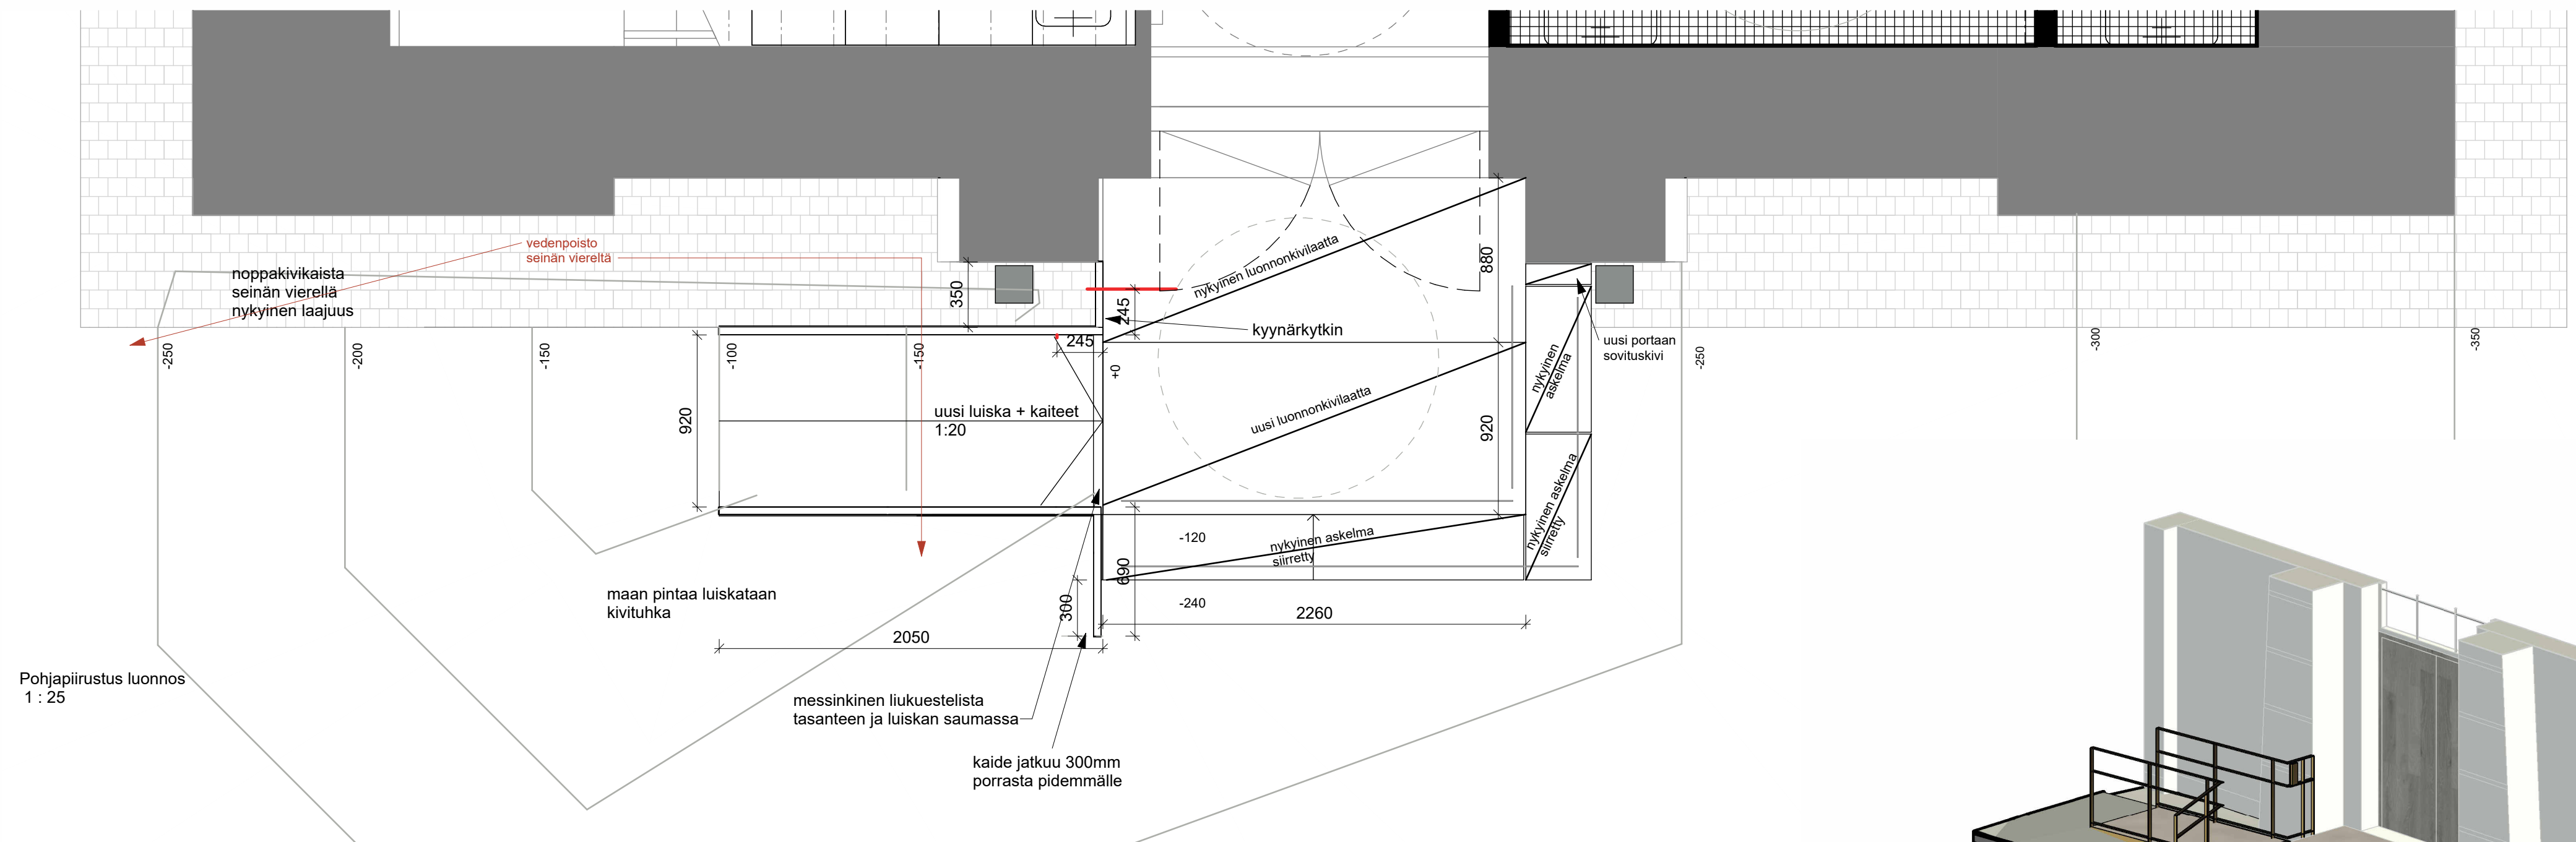 vedenpoisto
seinän viereltä
noppakivikaista
seinän vierellä
nykyinen laajuus
350
245
245
kyynärkytkin
nykyinen luonnonkivilaatta
880
uusi portaan
sovituskivi
nykyinen
askelma
-250
-200
-150
-100
-150
+0
-250
-300
-350
920
uusi luiska + kaiteet
1:20
uusi luonnonkivilaatta
920
nykyinen askelma
siirretty
-120
nykyinen askelma
siirretty
690
300
-240
2260
maan pintaa luiskataan
kivituhka
2050
Pohjapiirustus luonnos
1 : 25
messinkinen liukuestelista
tasanteen ja luiskan saumassa
kaide jatkuu 300mm
porrasta pidemmälle